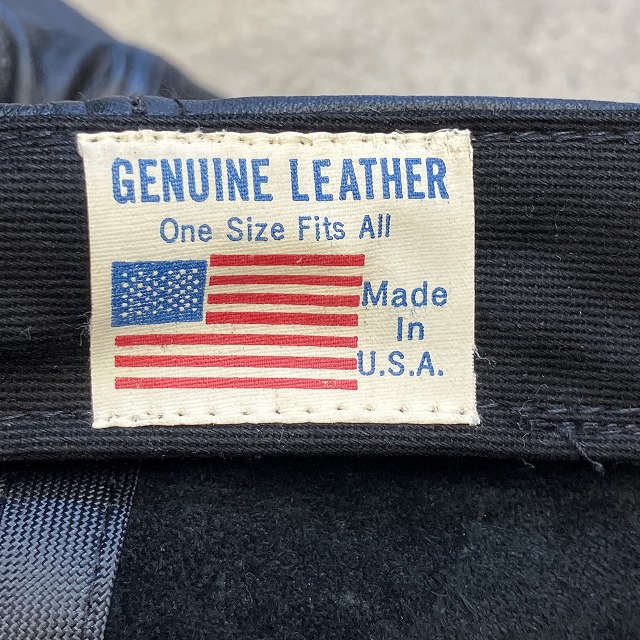 GENUINE LEATHER
One Size Fits All
Made
In
U.S.A.